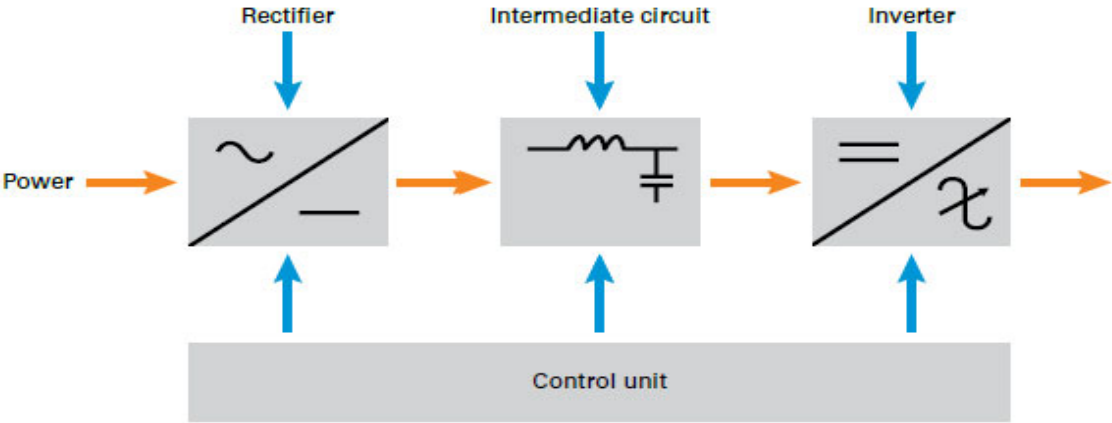 Rectifier
Intermediate circuit
Inverter
Power
Control unit